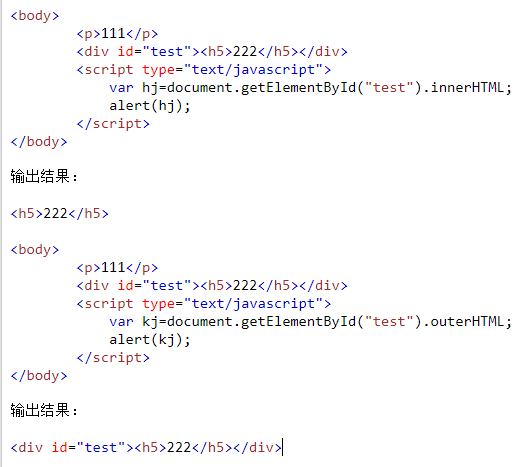 <body>
<p>111</p>
<div id="test"><h5>222</h5></div>
<script type="text/javascript">
var hj=document.getElementById("test").innerHTML;
alert(hj);
</script>
</body>
输出结果：
<h5>222</h5>
<body>
<p>111</p>
<div id="test"><h5>222</h5></div>
<script type="text/javascript">
var kj=document.getElementById("test").outerHTML;
alert(kj);
</script>
</body>
输出结果：
<div id="test"><h5>222</h5></div>